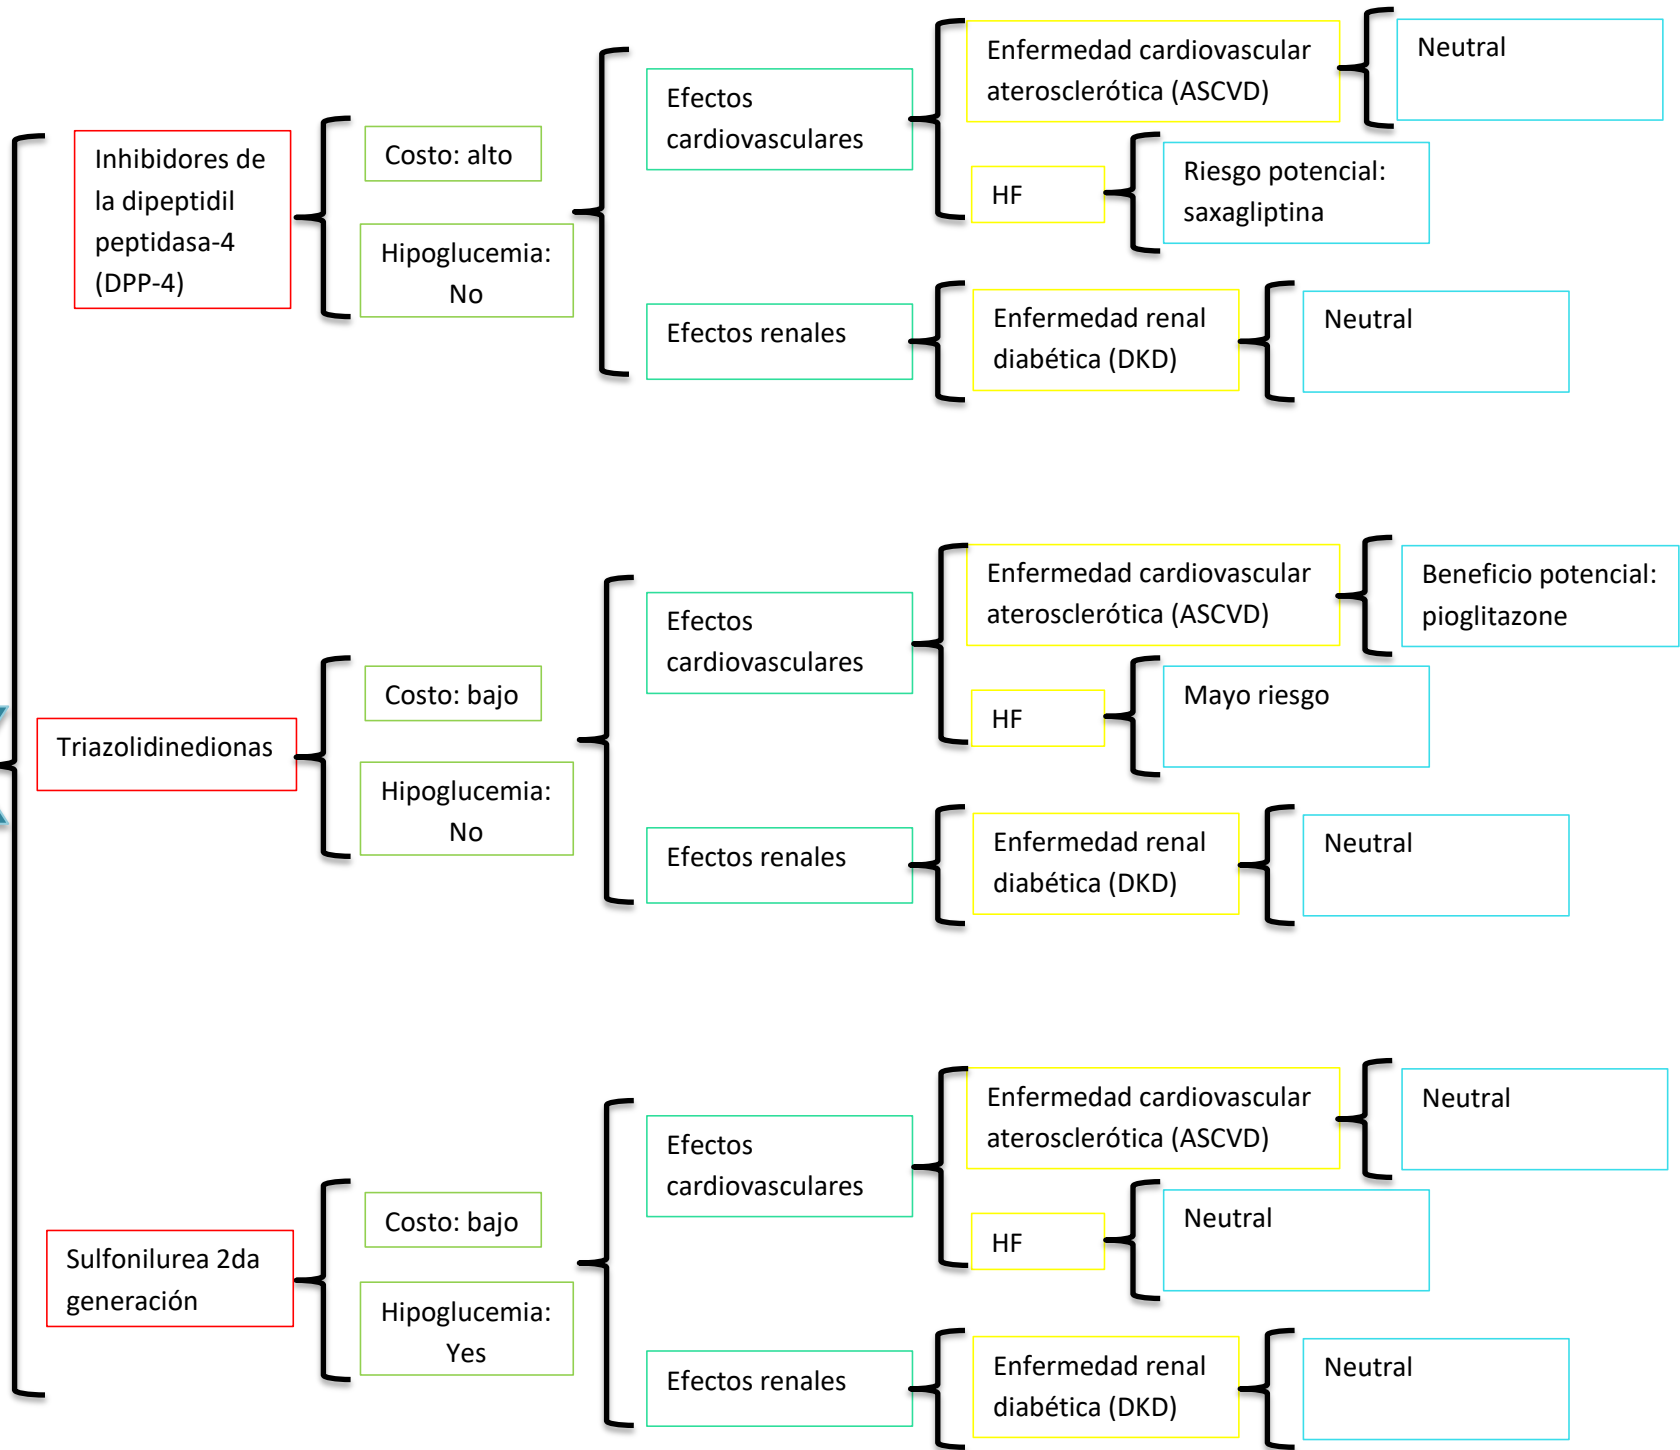 Inhibidores de
la dipeptidil
peptidasa-4
(DPP-4)
Costo: alto
Hipoglucemia:
No
Efectos
cardiovasculares
Enfermedad cardiovascular
aterosclerótica (ASCVD)
Neutral
HF
Riesgo potencial:
saxagliptina
Efectos renales
Enfermedad renal
diabética (DKD)
Neutral
Triazolidinedionas
Costo: bajo
Hipoglucemia:
No
Efectos
cardiovasculares
Enfermedad cardiovascular
aterosclerótica (ASCVD)
Beneficio potencial:
pioglitazone
HF
Mayo riesgo
Efectos renales
Enfermedad renal
diabética (DKD)
Neutral
Sulfonilurea 2da
generación
Costo: bajo
Hipoglucemia:
Yes
Efectos
cardiovasculares
Enfermedad cardiovascular
aterosclerótica (ASCVD)
Neutral
HF
Neutral
Efectos renales
Enfermedad renal
diabética (DKD)
Neutral